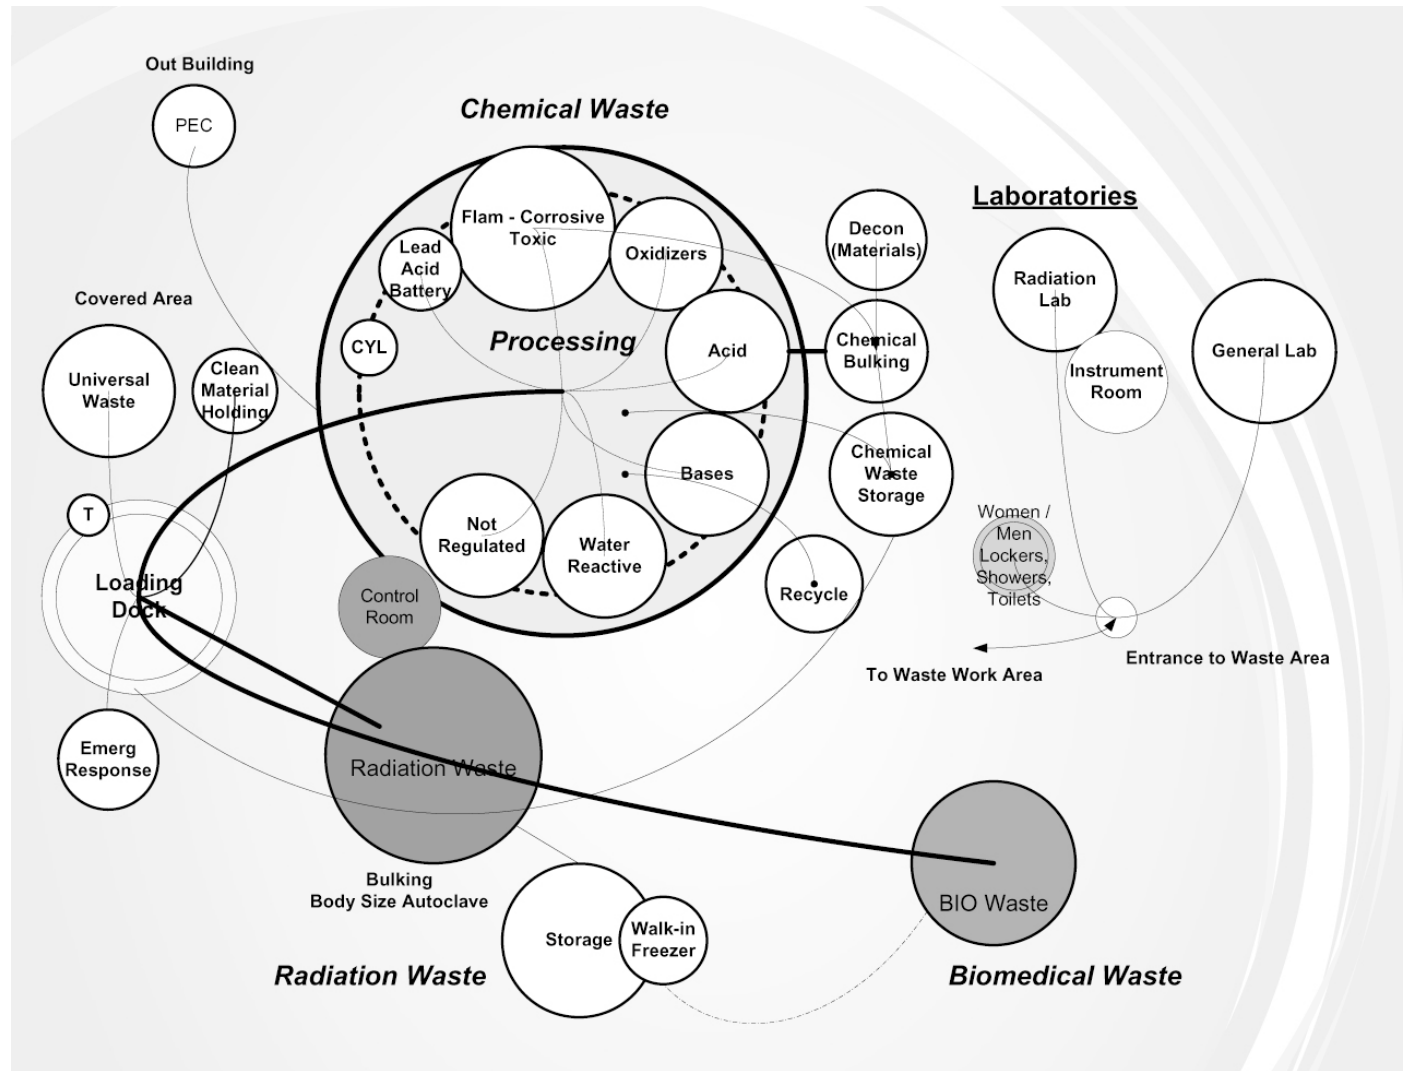 Out Building
PEC
Chemical Waste
Laboratories
Flam - Corrosive
Toxic
Lead
Acid
Battery
Oxidizers
Decon
(Materials)
Radiation
Lab
Covered Area
CYL
Processing
Acid
Chemical
Bulking
General Lab
Instrument
Room
Universal
Waste
Clean
Material
Holding
Bases
Chemical
Waste
Storage
T
Not
Regulated
Water
Reactive
Women /
Men
Lockers,
Showers,
Toilets
Loading
Dock
Control
Room
Recycle
Entrance to Waste Area
To Waste Work Area
Emerg
Response
Radiation Waste
Bulking
Body Size Autoclave
BIO Waste
Storage
Walk-in
Freezer
Radiation Waste
Biomedical Waste